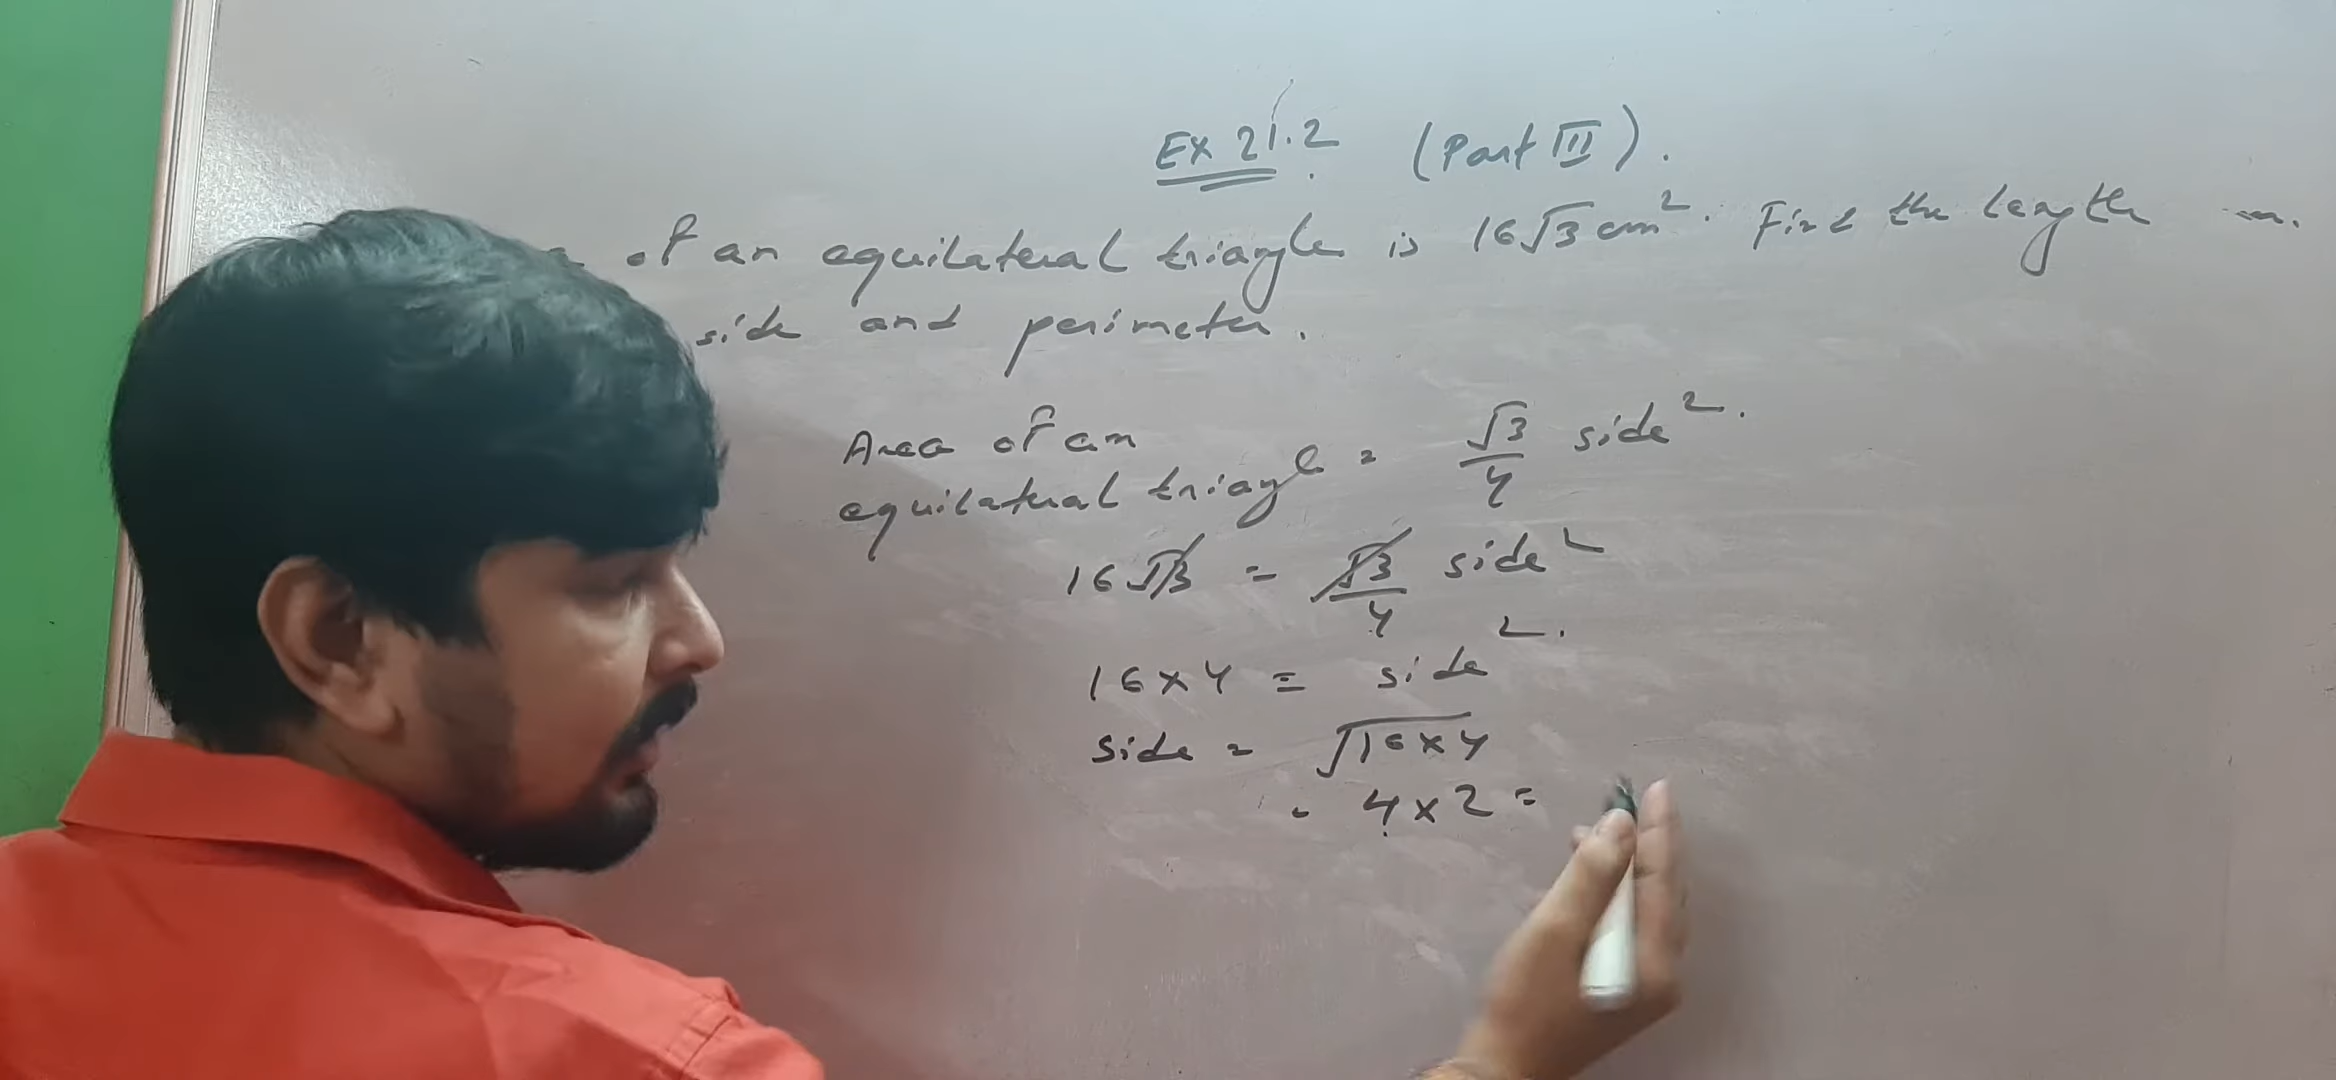 Ex 21.2 (Part III).
of an equilateral triangle is 16√3 cm². Find the length
side and perimeter.
Area of an
equilateral triangle = √3/4 side².
16√3 = √3/4 side²
16×4 = side².
side = √16×4
= 4×2 =